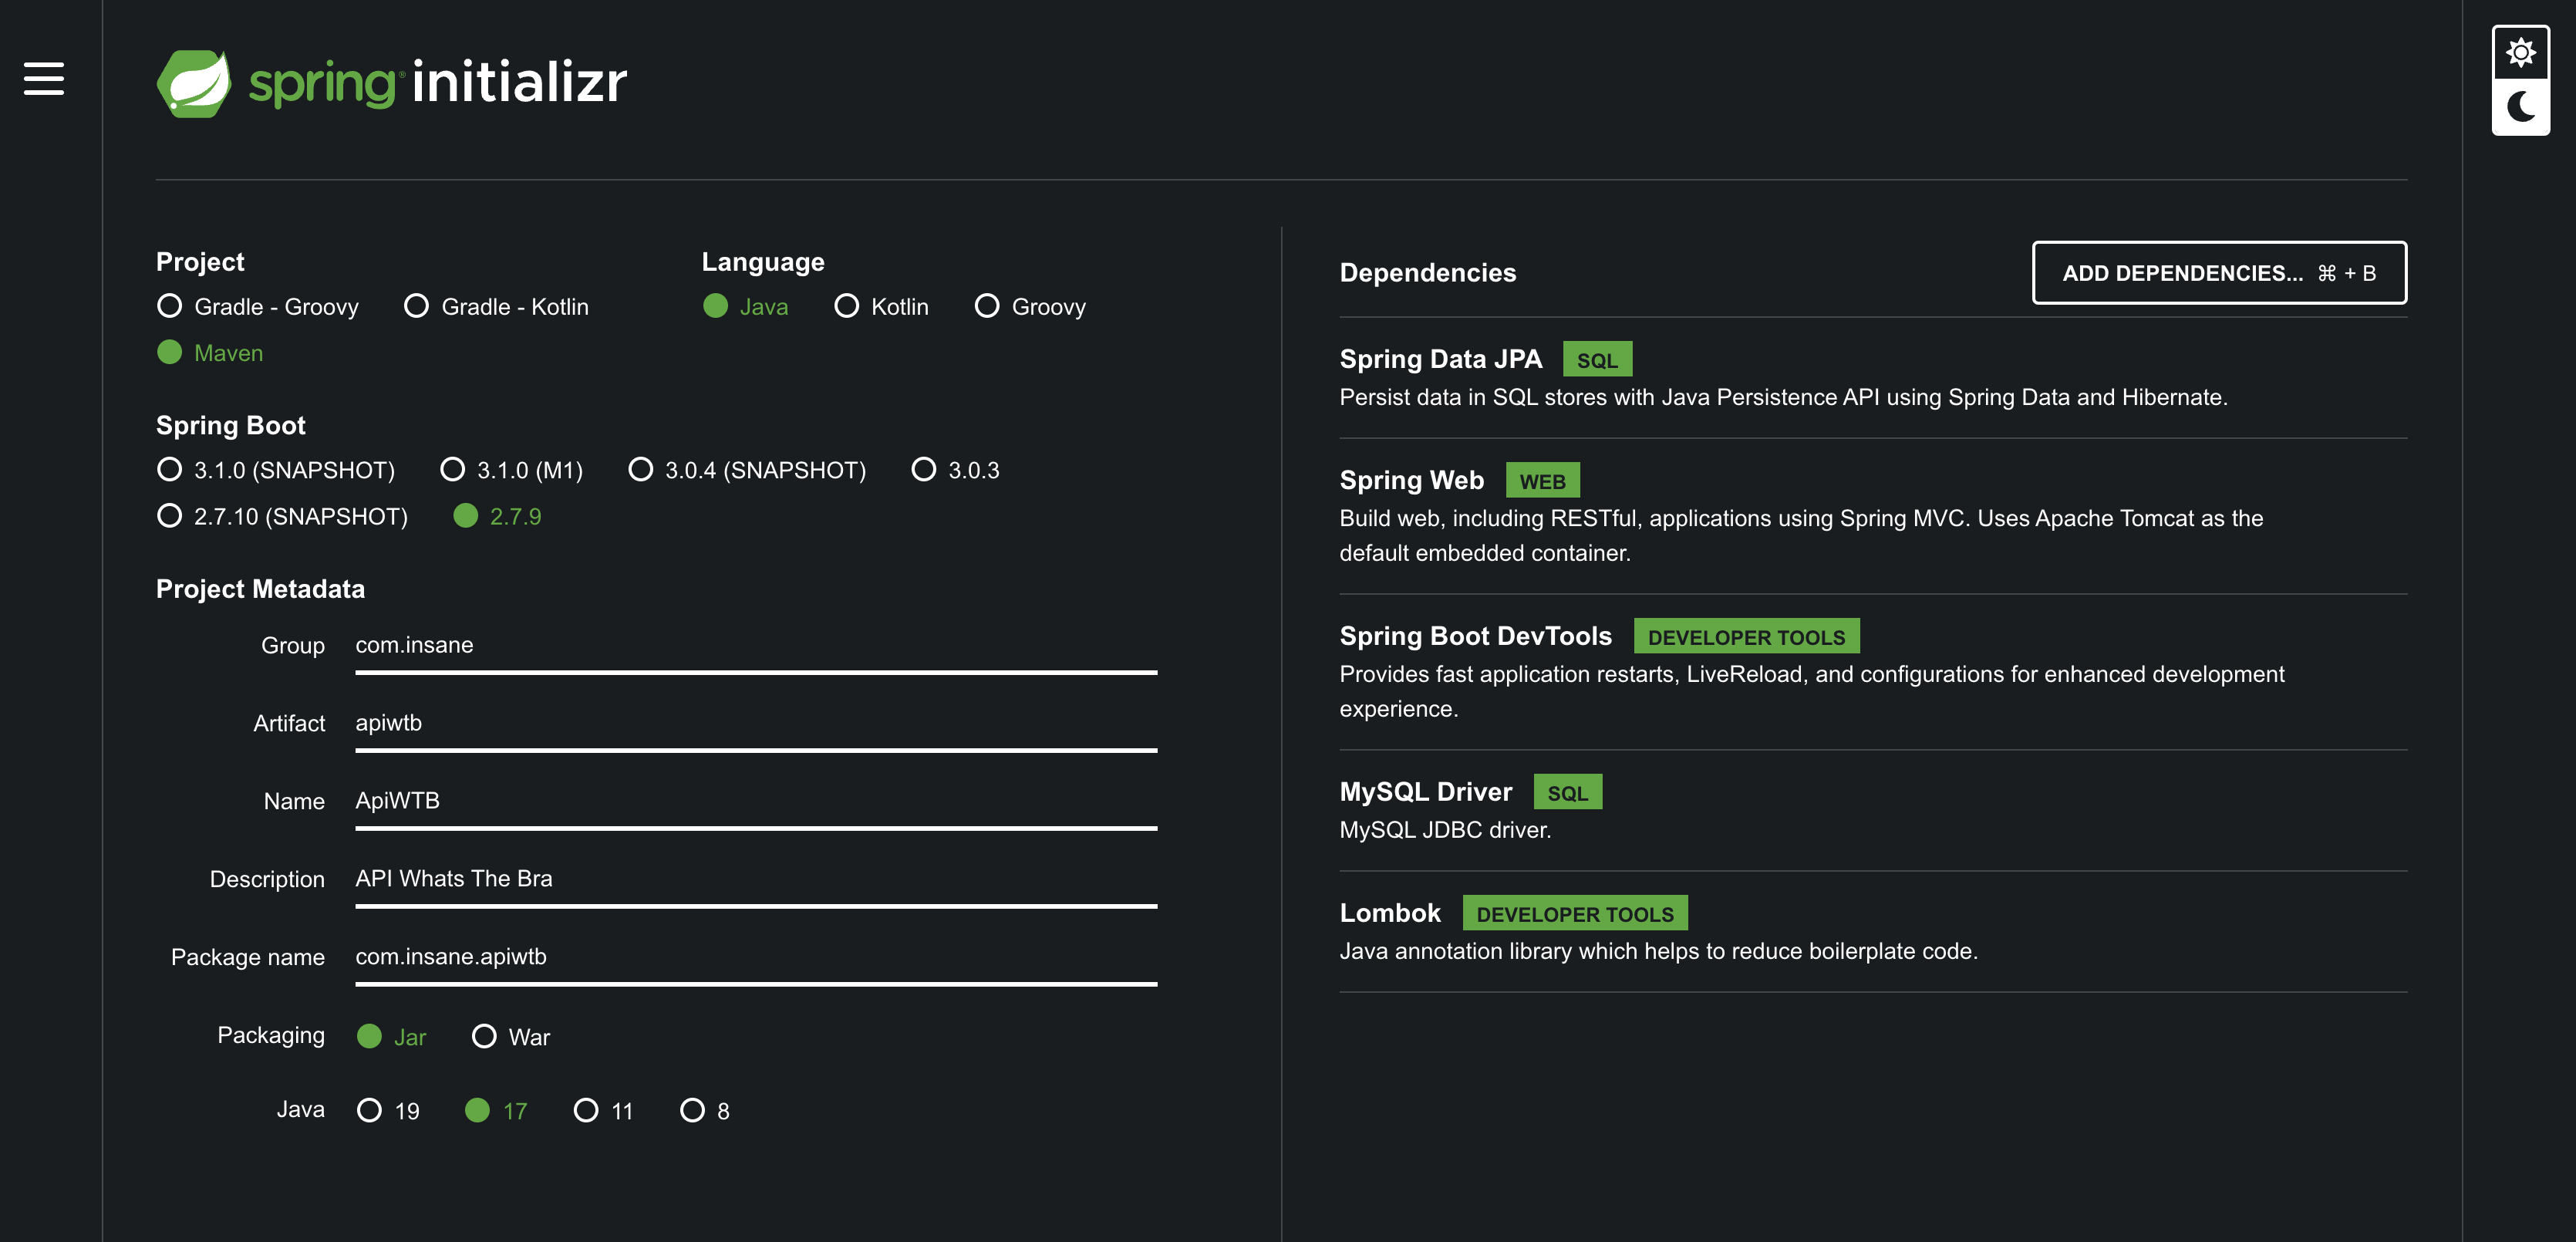 spring initializr
Project
Gradle - Groovy Gradle - Kotlin
Maven
Language
Java Kotlin Groovy
Spring Boot
3.1.0 (SNAPSHOT) 3.1.0 (M1) 3.0.4 (SNAPSHOT) 3.0.3
2.7.10 (SNAPSHOT) 2.7.9
Project Metadata
Group com.insane
Artifact apiwtb
Name ApiWTB
Description API Whats The Bra
Package name com.insane.apiwtb
Packaging Jar War
Java 19 17 11 8
Dependencies
ADD DEPENDENCIES... ⌘ + B
Spring Data JPA SQL
Persist data in SQL stores with Java Persistence API using Spring Data and Hibernate.
Spring Web WEB
Build web, including RESTful, applications using Spring MVC. Uses Apache Tomcat as the
default embedded container.
Spring Boot DevTools DEVELOPER TOOLS
Provides fast application restarts, LiveReload, and configurations for enhanced development
experience.
MySQL Driver SQL
MySQL JDBC driver.
Lombok DEVELOPER TOOLS
Java annotation library which helps to reduce boilerplate code.